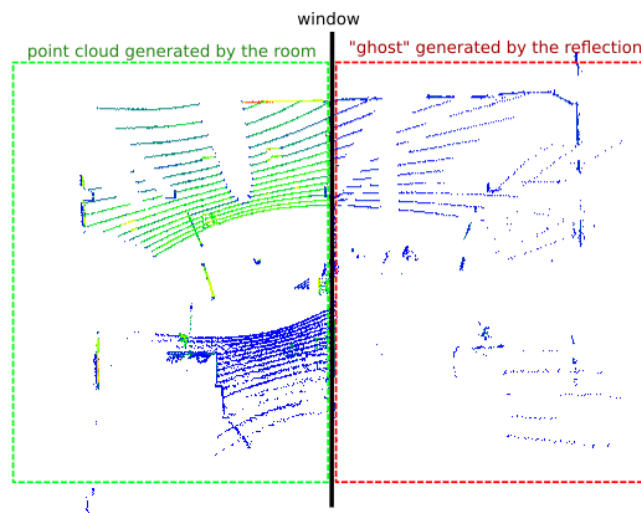 window
point cloud generated by the room
"ghost" generated by the reflection